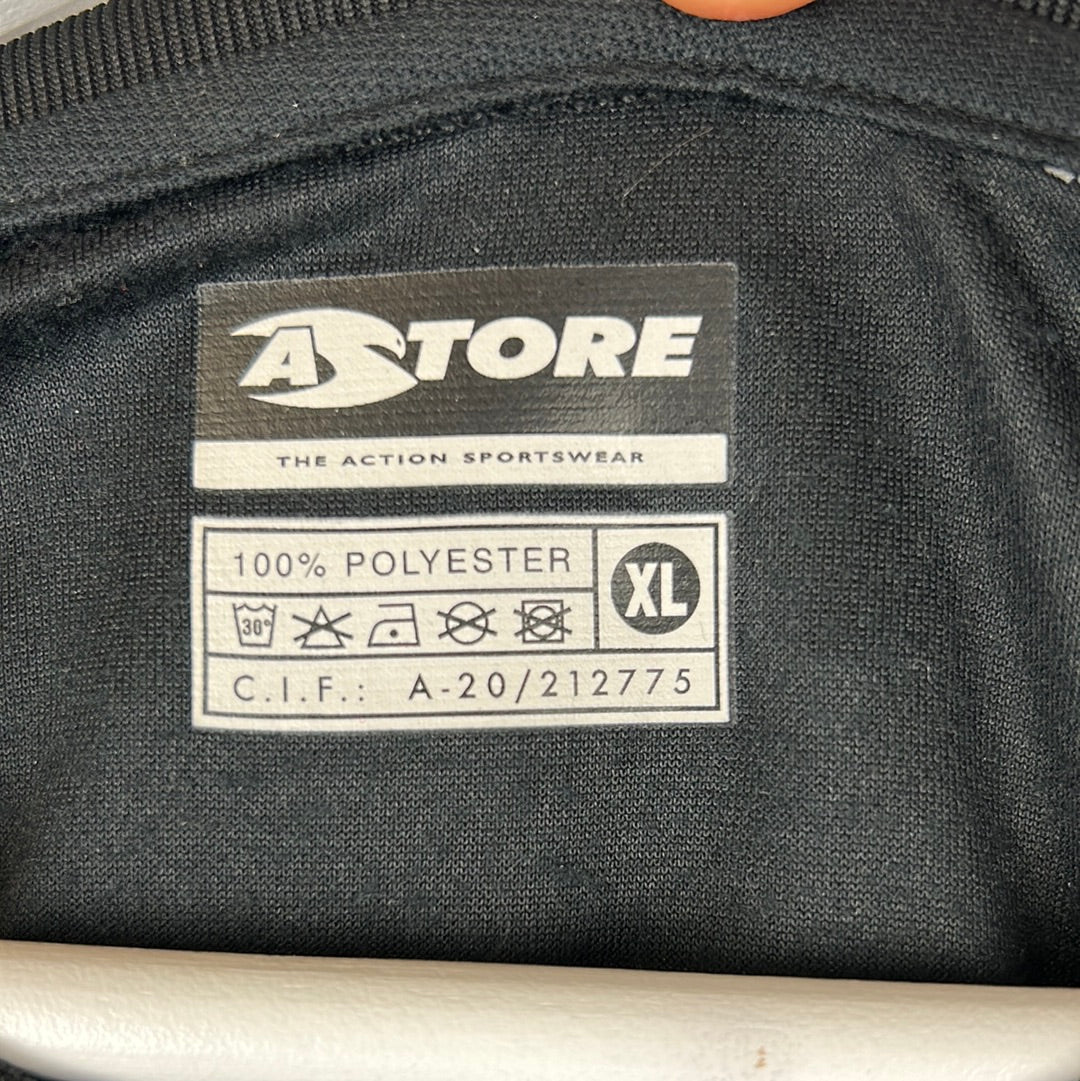 ASTORE
THE ACTION SPORTSWEAR
100% POLYESTER
XL
30°
C.I.F.: A-20/212775